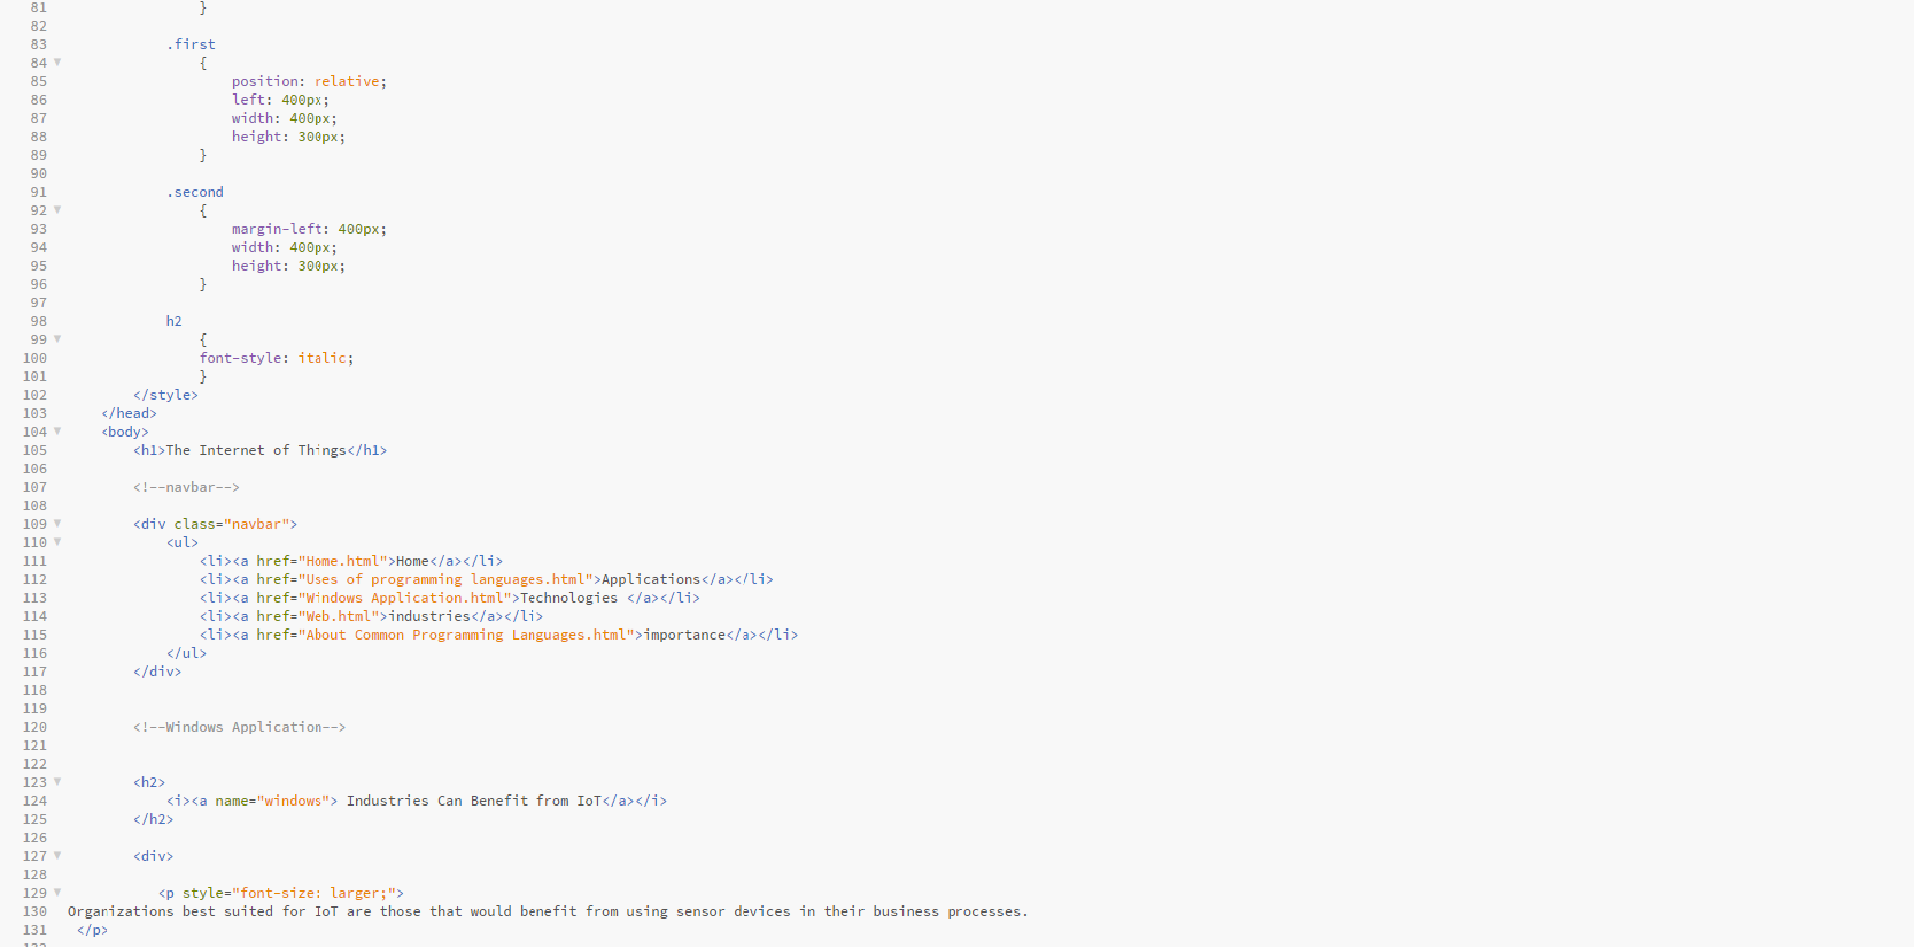 81 }
82
83 .first
84 {
85 position: relative;
86 left: 400px;
87 width: 400px;
88 height: 300px;
89 }
90
91 .second
92 {
93 margin-left: 400px;
94 width: 400px;
95 height: 300px;
96 }
97
98 h2
99 {
100 font-style: italic;
101 }
102 </style>
103 </head>
104 <body>
105 <h1>The Internet of Things</h1>
106
107 <!--navbar-->
108
109 <div class="navbar">
110 <ul>
111 <li><a href="Home.html">Home</a></li>
112 <li><a href="Uses of programming languages.html">Applications</a></li>
113 <li><a href="Windows Application.html">Technologies </a></li>
114 <li><a href="Web.html">industries</a></li>
115 <li><a href="About Common Programming Languages.html">importance</a></li>
116 </ul>
117 </div>
118
119
120 <!--Windows Application-->
121
122
123 <h2>
124 <i><a name="windows"> Industries Can Benefit from IoT</a></i>
125 </h2>
126
127 <div>
128
129 <p style="font-size: larger;">
130 Organizations best suited for IoT are those that would benefit from using sensor devices in their business processes.
131 </p>